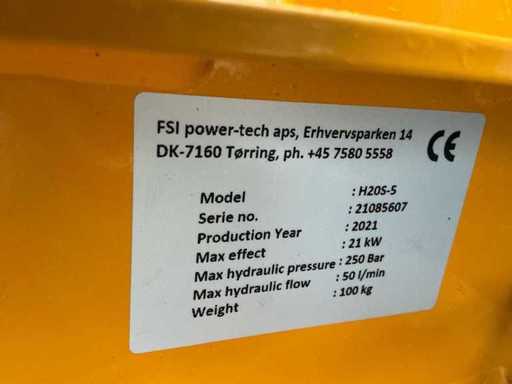 FSI power-tech aps, Erhvervsparken 14
DK-7160 Tørring, ph. +45 7580 5558
CE
Model : H20S-5
Serie no. : 21085607
Production Year : 2021
Max effect : 21 kW
Max hydraulic pressure : 250 Bar
Max hydraulic flow : 50 l/min
Weight : 100 kg